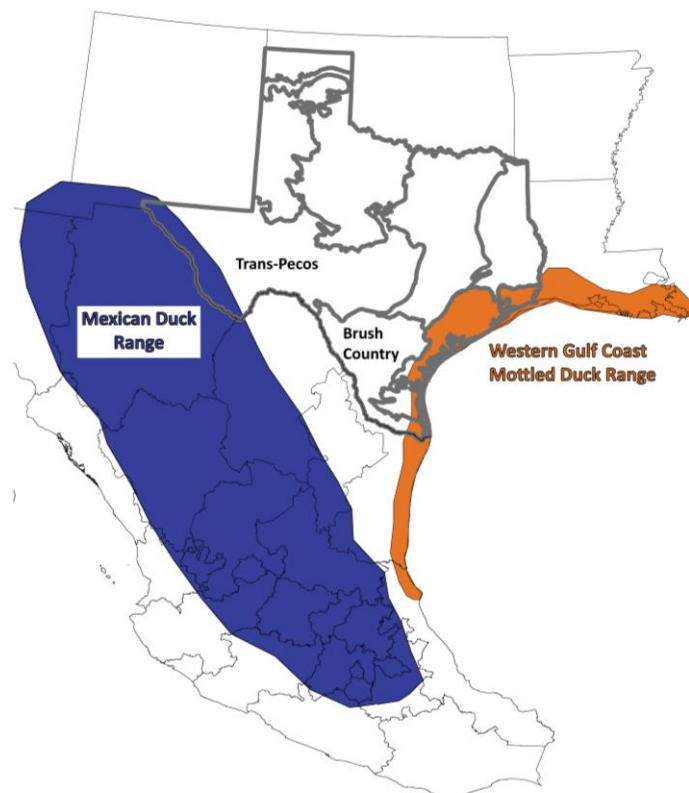 Trans-Pecos
Mexican Duck
Range
Brush
Country
Western Gulf Coast
Mottled Duck Range